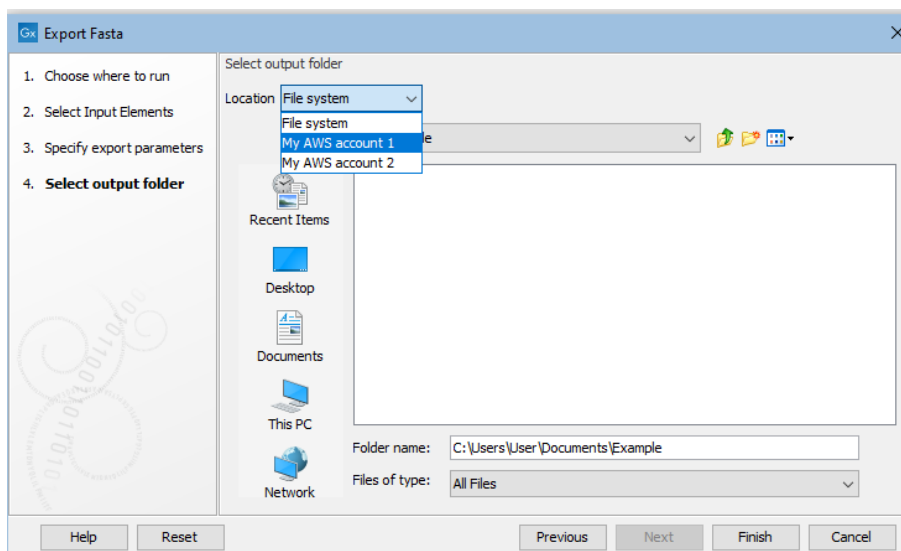 Gx Export Fasta
1. Choose where to run
2. Select Input Elements
3. Specify export parameters
4. Select output folder
Select output folder
Location File system
File system
My AWS account 1
My AWS account 2
Recent Items
Desktop
Documents
This PC
Network
Folder name: C:\Users\User\Documents\Example
Files of type: All Files
Help Reset Previous Next Finish Cancel